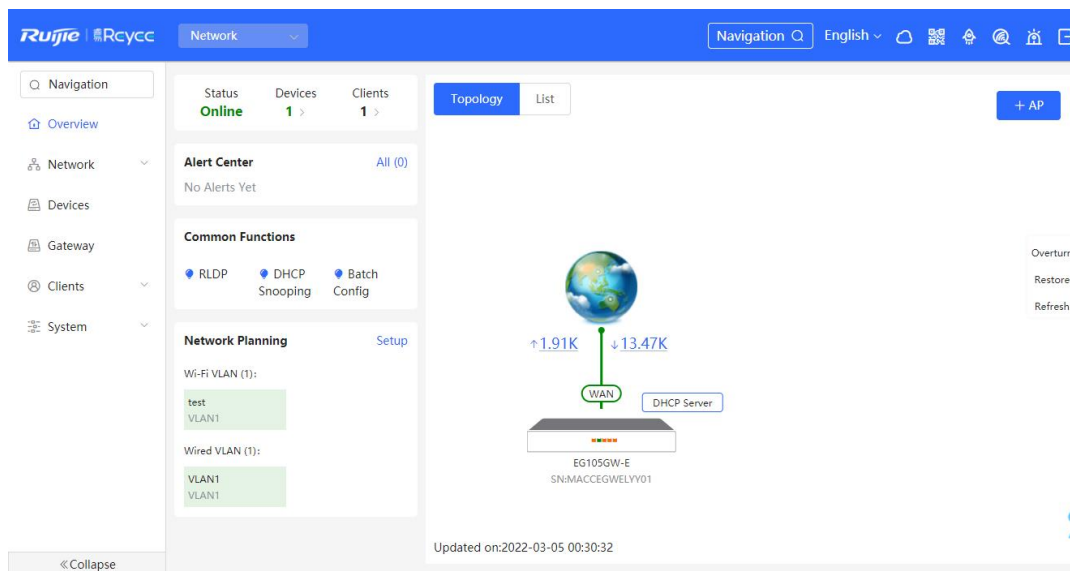 Ruijie | Rcycc
Network
Navigation
English
Navigation
Overview
Network
Devices
Gateway
Clients
System
«Collapse
Status Devices Clients
Online 1 > 1 >
Alert Center All (0)
No Alerts Yet
Common Functions
RLDP DHCP Snooping Batch Config
Network Planning Setup
Wi-Fi VLAN (1):
test
VLAN1
Wired VLAN (1):
VLAN1
VLAN1
Topology List
+ AP
Overturn
Restore
Refresh
↑1.91K ↓13.47K
WAN
DHCP Server
EG105GW-E
SN:MACCEGWELYY01
Updated on:2022-03-05 00:30:32